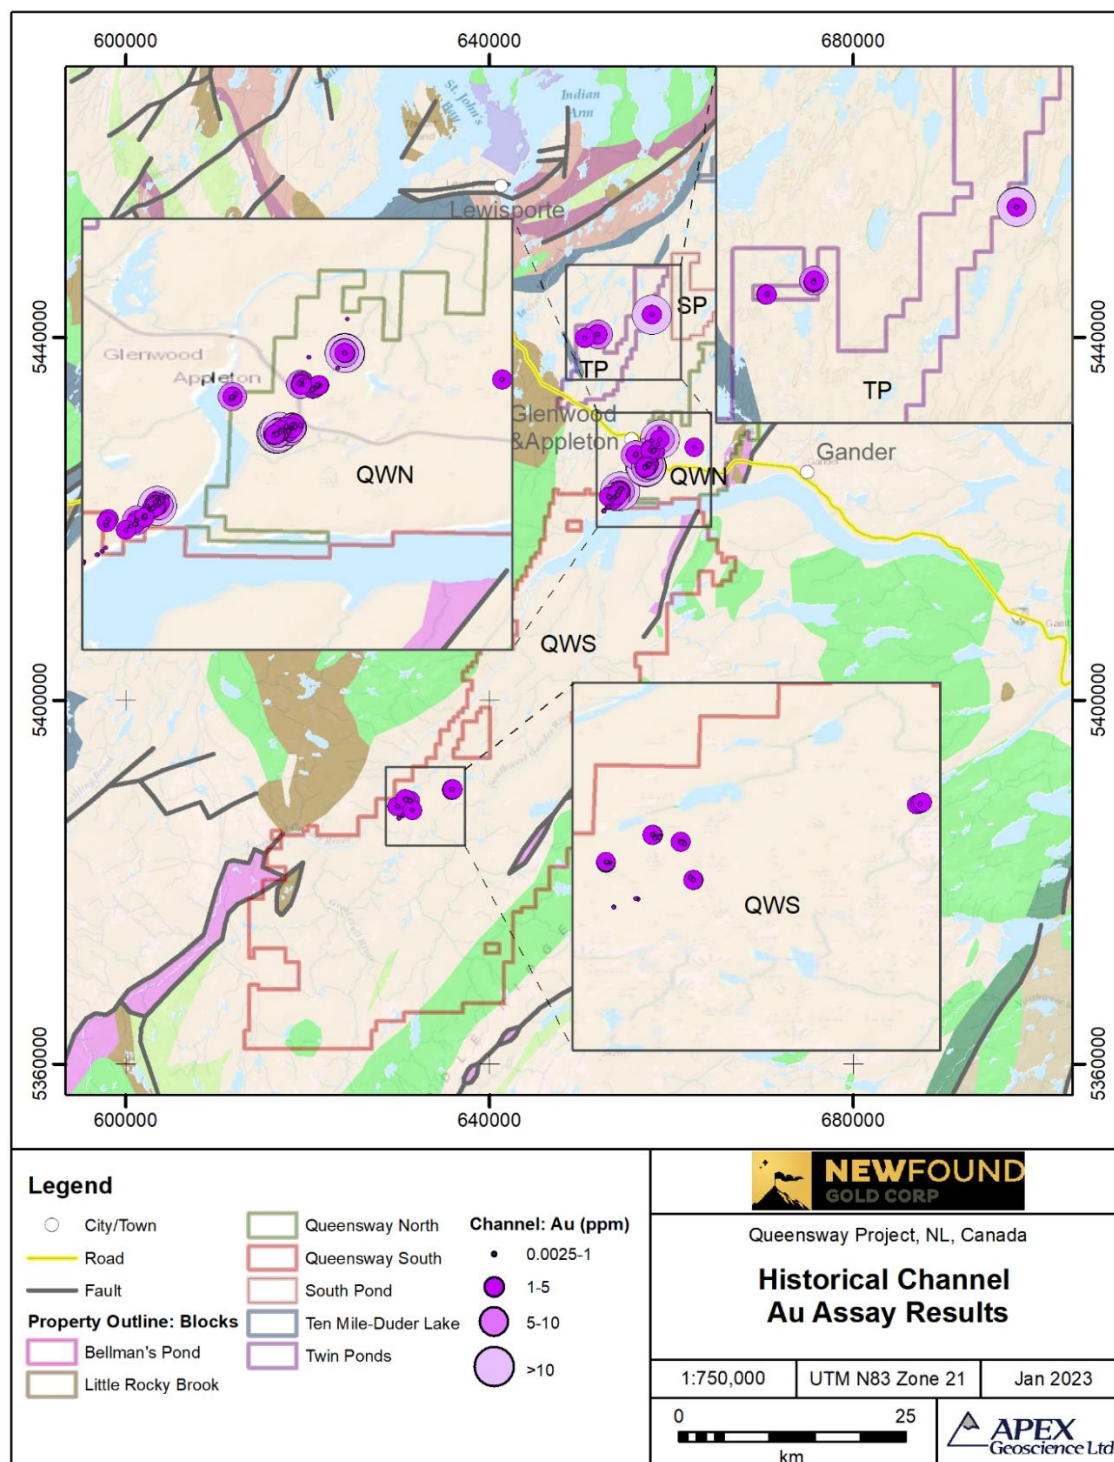 600000
640000
680000
St. John's
Bay
Indian
Arm
Lewisporte
5440000
5440000
SP
TP
TP
Glenwood
Appleton
QWN
Glenwood
&Appleton
QWN
Gander
Gander
QWS
5400000
5400000
QWS
5360000
5360000
600000
640000
680000
Legend
City/Town
Road
Fault
Property Outline: Blocks
Bellman's Pond
Little Rocky Brook
Queensway North
Queensway South
South Pond
Ten Mile-Duder Lake
Twin Ponds
Channel: Au (ppm)
0.0025-1
1-5
5-10
>10
NEWFOUND
GOLD CORP
Queensway Project, NL, Canada
Historical Channel
Au Assay Results
1:750,000
UTM N83 Zone 21
Jan 2023
0
25
km
APEX
Geoscience Ltd